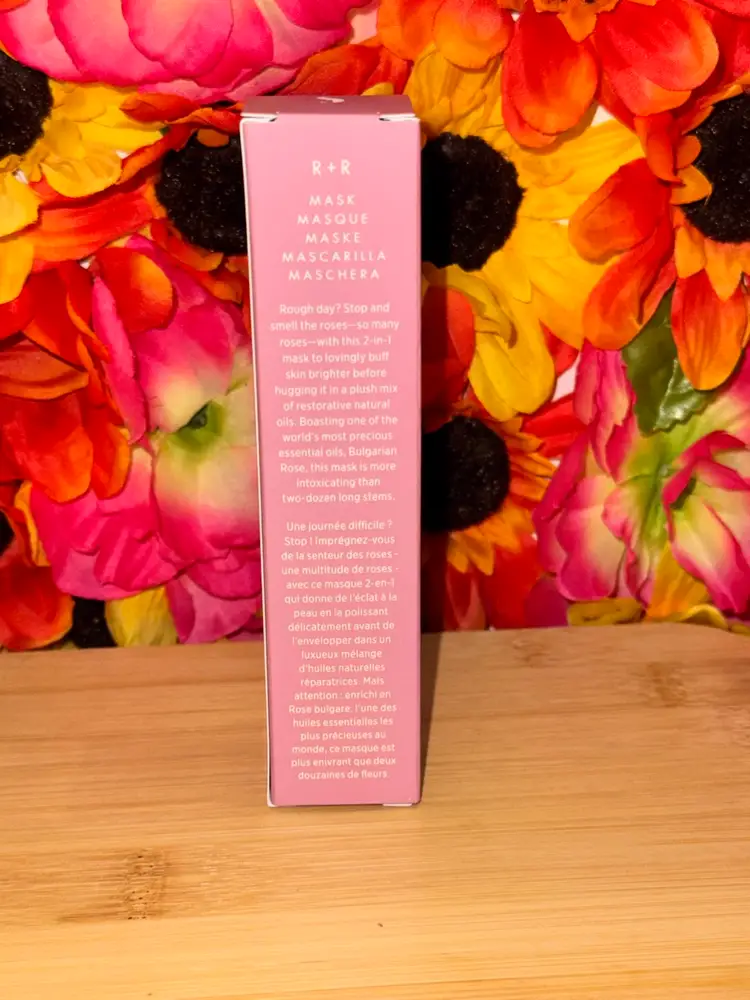 R + R
MASK
MASQUE
MASKE
MASCARILLA
MASCHERA
Rough day? Stop and
smell the roses—so many
roses—with this 2-in-1
mask to lovingly buff
skin brighter before
hugging it in a plush mix
of restorative natural
oils. Boasting one of the
world's most precious
essential oils, Bulgarian
Rose, this mask is more
intoxicating than
two-dozen long stems.
Une journée difficile ?
Stop ! Imprégnez-vous
de la senteur des roses -
une multitude de roses -
avec ce masque 2-en-1
qui donne de l'éclat à la
peau en la polissant
délicatement avant de
l'envelopper dans un
luxueux mélange
d'huiles naturelles
réparatrices. Mais
attention : enrichi en
Rose bulgare, l'une des
huiles essentielles les
plus précieuses au
monde, ce masque est
plus enivrant que deux
douzaines de fleurs.